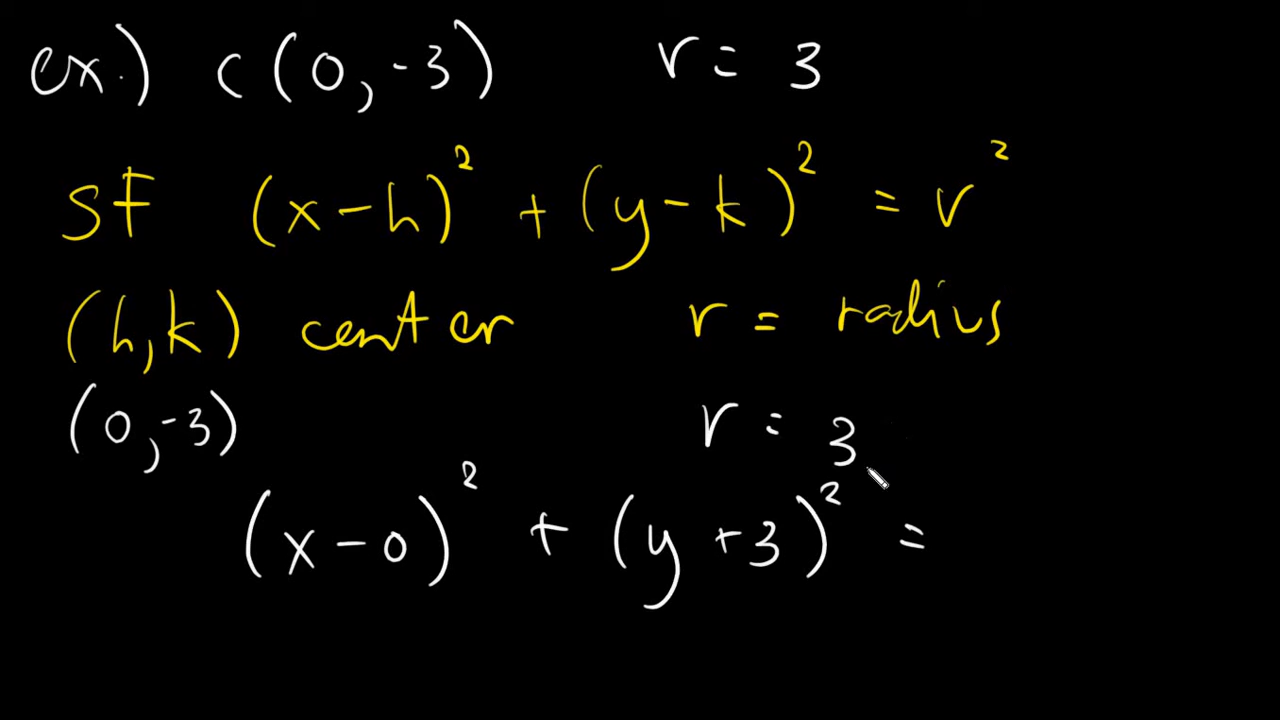 ex.) c(0,-3) r = 3
SF (x-h)² + (y-k)² = r²
(h,k) center r = radius
(0,-3) r = 3
(x-0)² + (y+3)² =